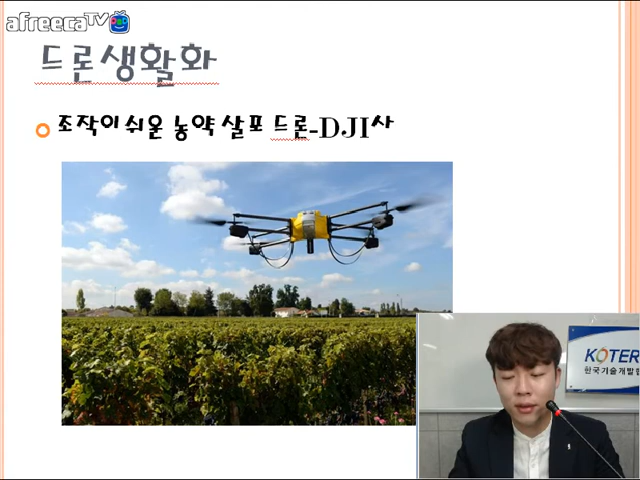 afreecaTV
드론생활화
조작이 쉬운 농약 살포 드론-DJI사
KOTER
한국기술개발